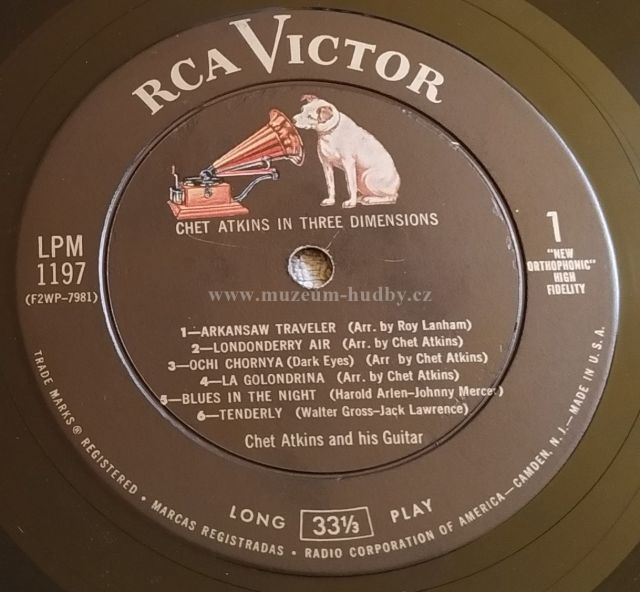 RCA VICTOR
CHET ATKINS IN THREE DIMENSIONS
LPM
1197
(F2WP-7981)
1
"NEW
ORTHOPHONIC"
HIGH
FIDELITY
www.muzeum-hudby.cz
1—ARKANSAW TRAVELER (Arr. by Roy Lanham)
2—LONDONDERRY AIR (Arr. by Chet Atkins)
3—OCHI CHORNYA (Dark Eyes) (Arr. by Chet Atkins)
4—LA GOLONDRINA (Arr. by Chet Atkins)
5—BLUES IN THE NIGHT (Harold Arlen-Johnny Mercer)
6—TENDERLY (Walter Gross-Jack Lawrence)
Chet Atkins and his Guitar
LONG 33⅓ PLAY
TRADE MARKS® REGISTERED • MARCAS REGISTRADAS • RADIO CORPORATION OF AMERICA—CAMDEN, N.J.—MADE IN U.S.A.